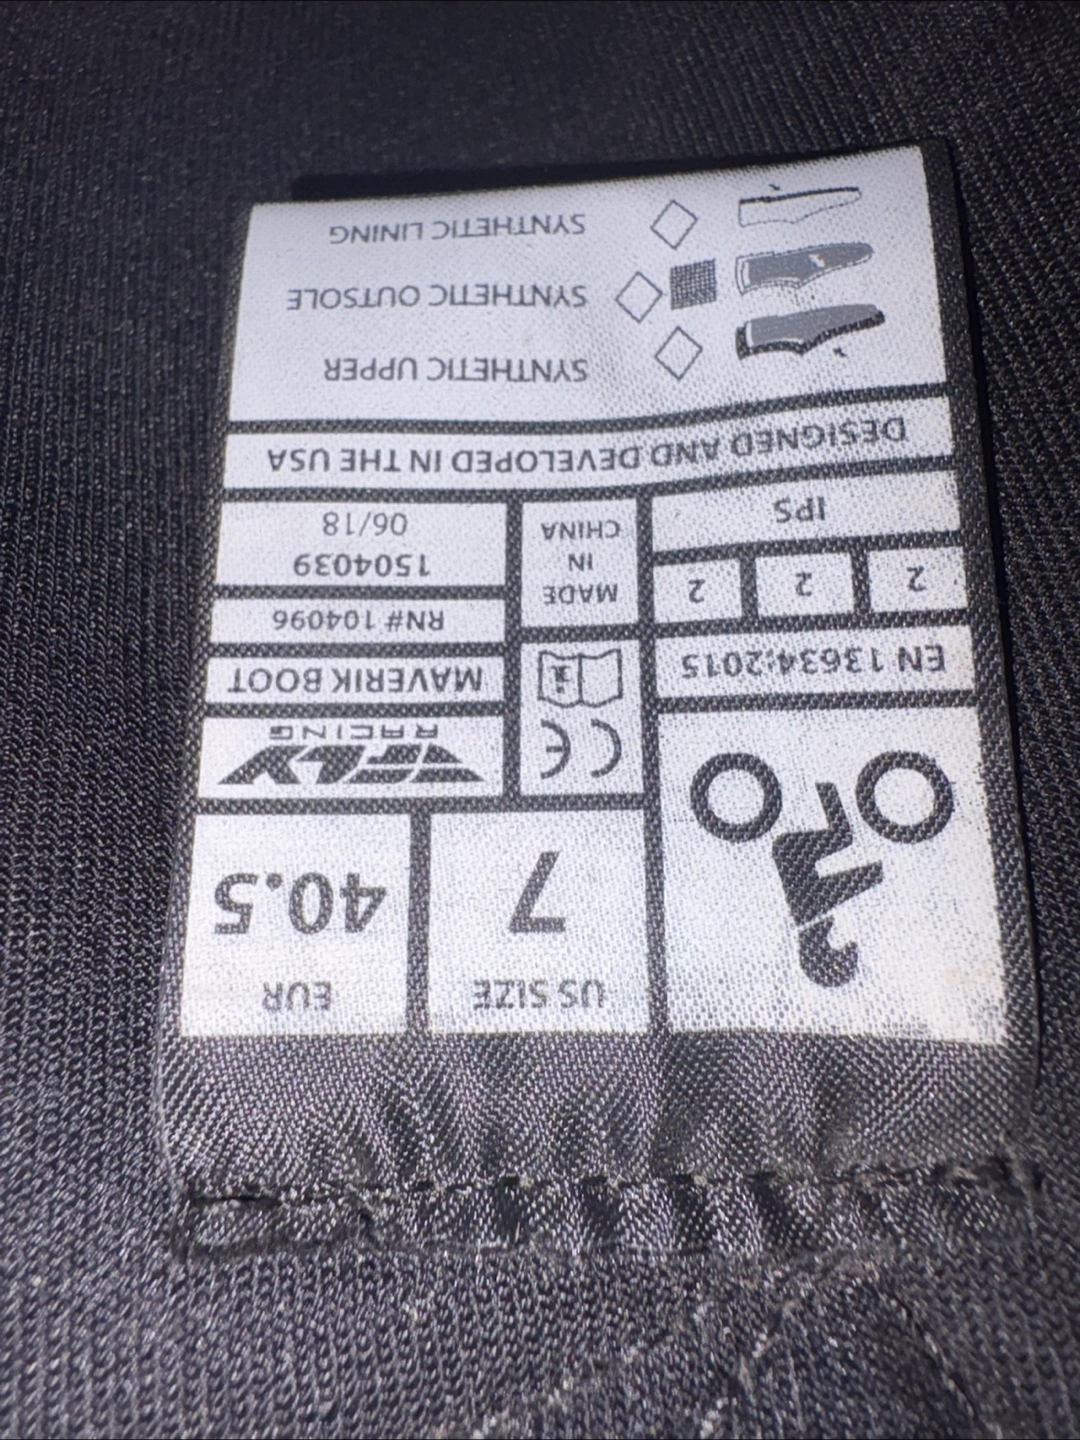 US SIZE
7
EUR
40.5
CE
FLY
RACING
EN 13634:2015
MAVERIK BOOT
2 2 2
MADE
IN
CHINA
RN# 104096
IPS
1504039
06/18
DESIGNED AND DEVELOPED IN THE USA
SYNTHETIC UPPER
SYNTHETIC OUTSOLE
SYNTHETIC LINING